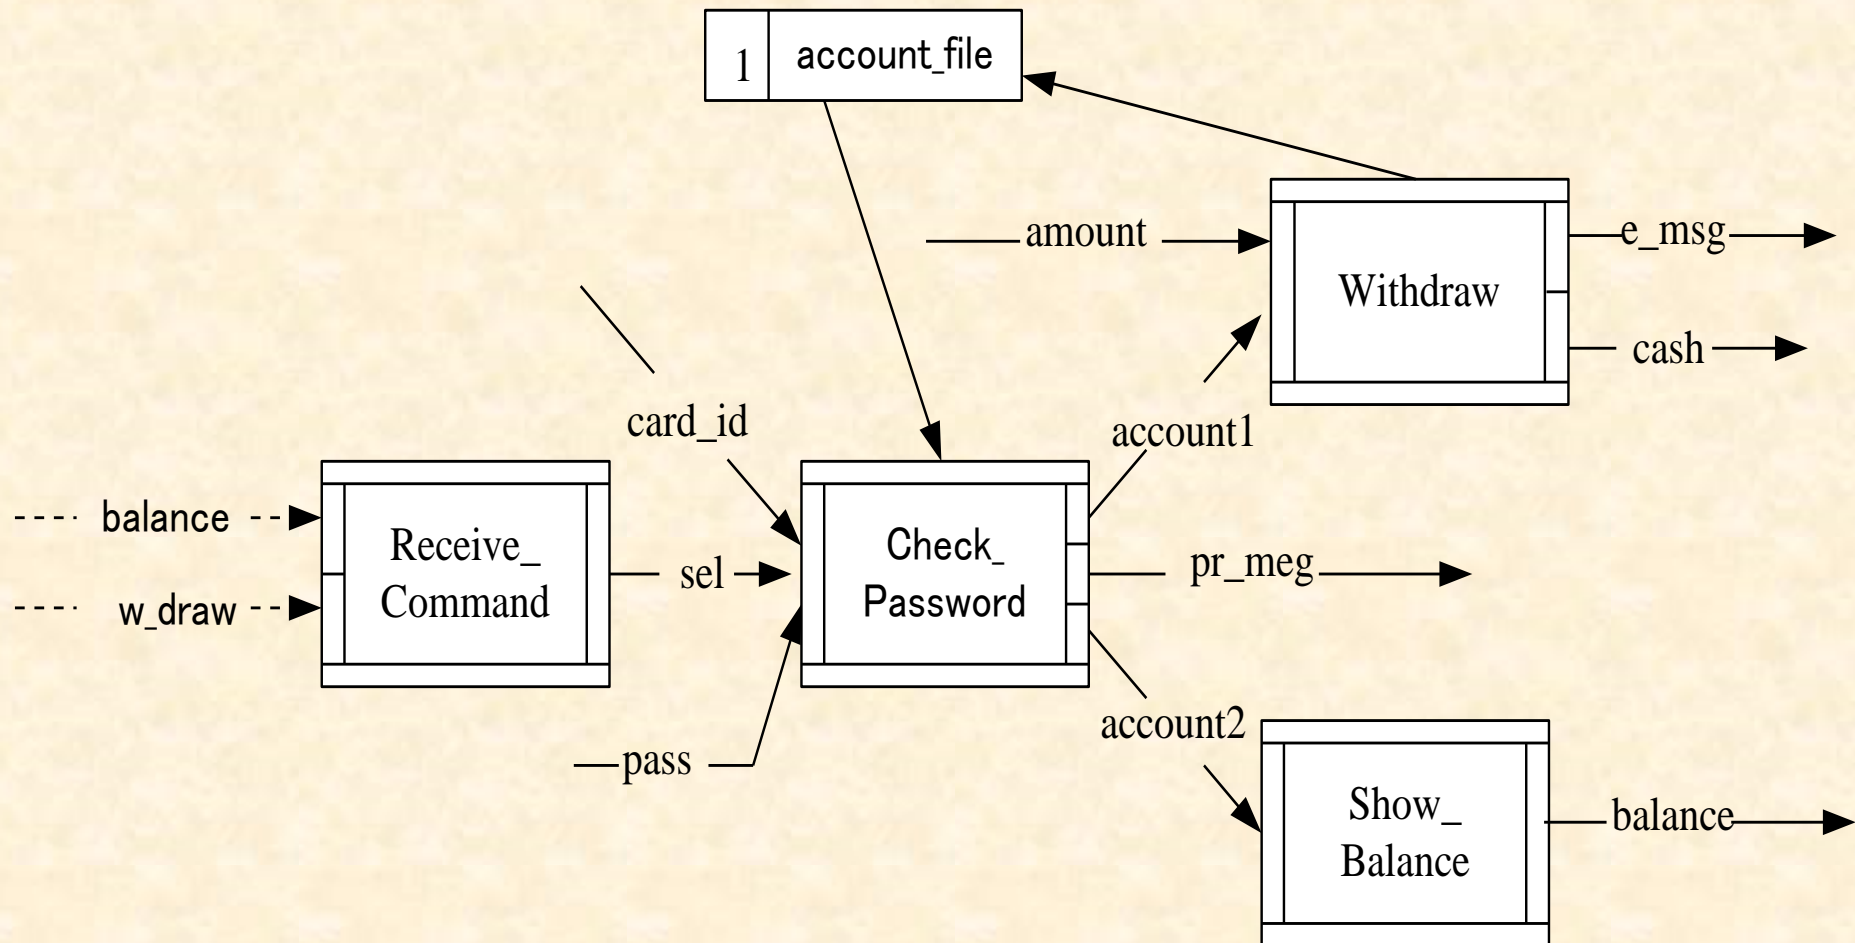 1 account_file
amount
e_msg
Withdraw
cash
card_id
account1
balance
Receive_
Command
sel
Check_
Password
pr_meg
w_draw
pass
account2
Show_
Balance
balance